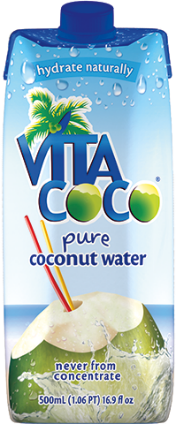 hydrate naturally
VITA
COCO®
pure
coconut water
never from
concentrate
500mL (1.06 PT) 16.9 fl oz